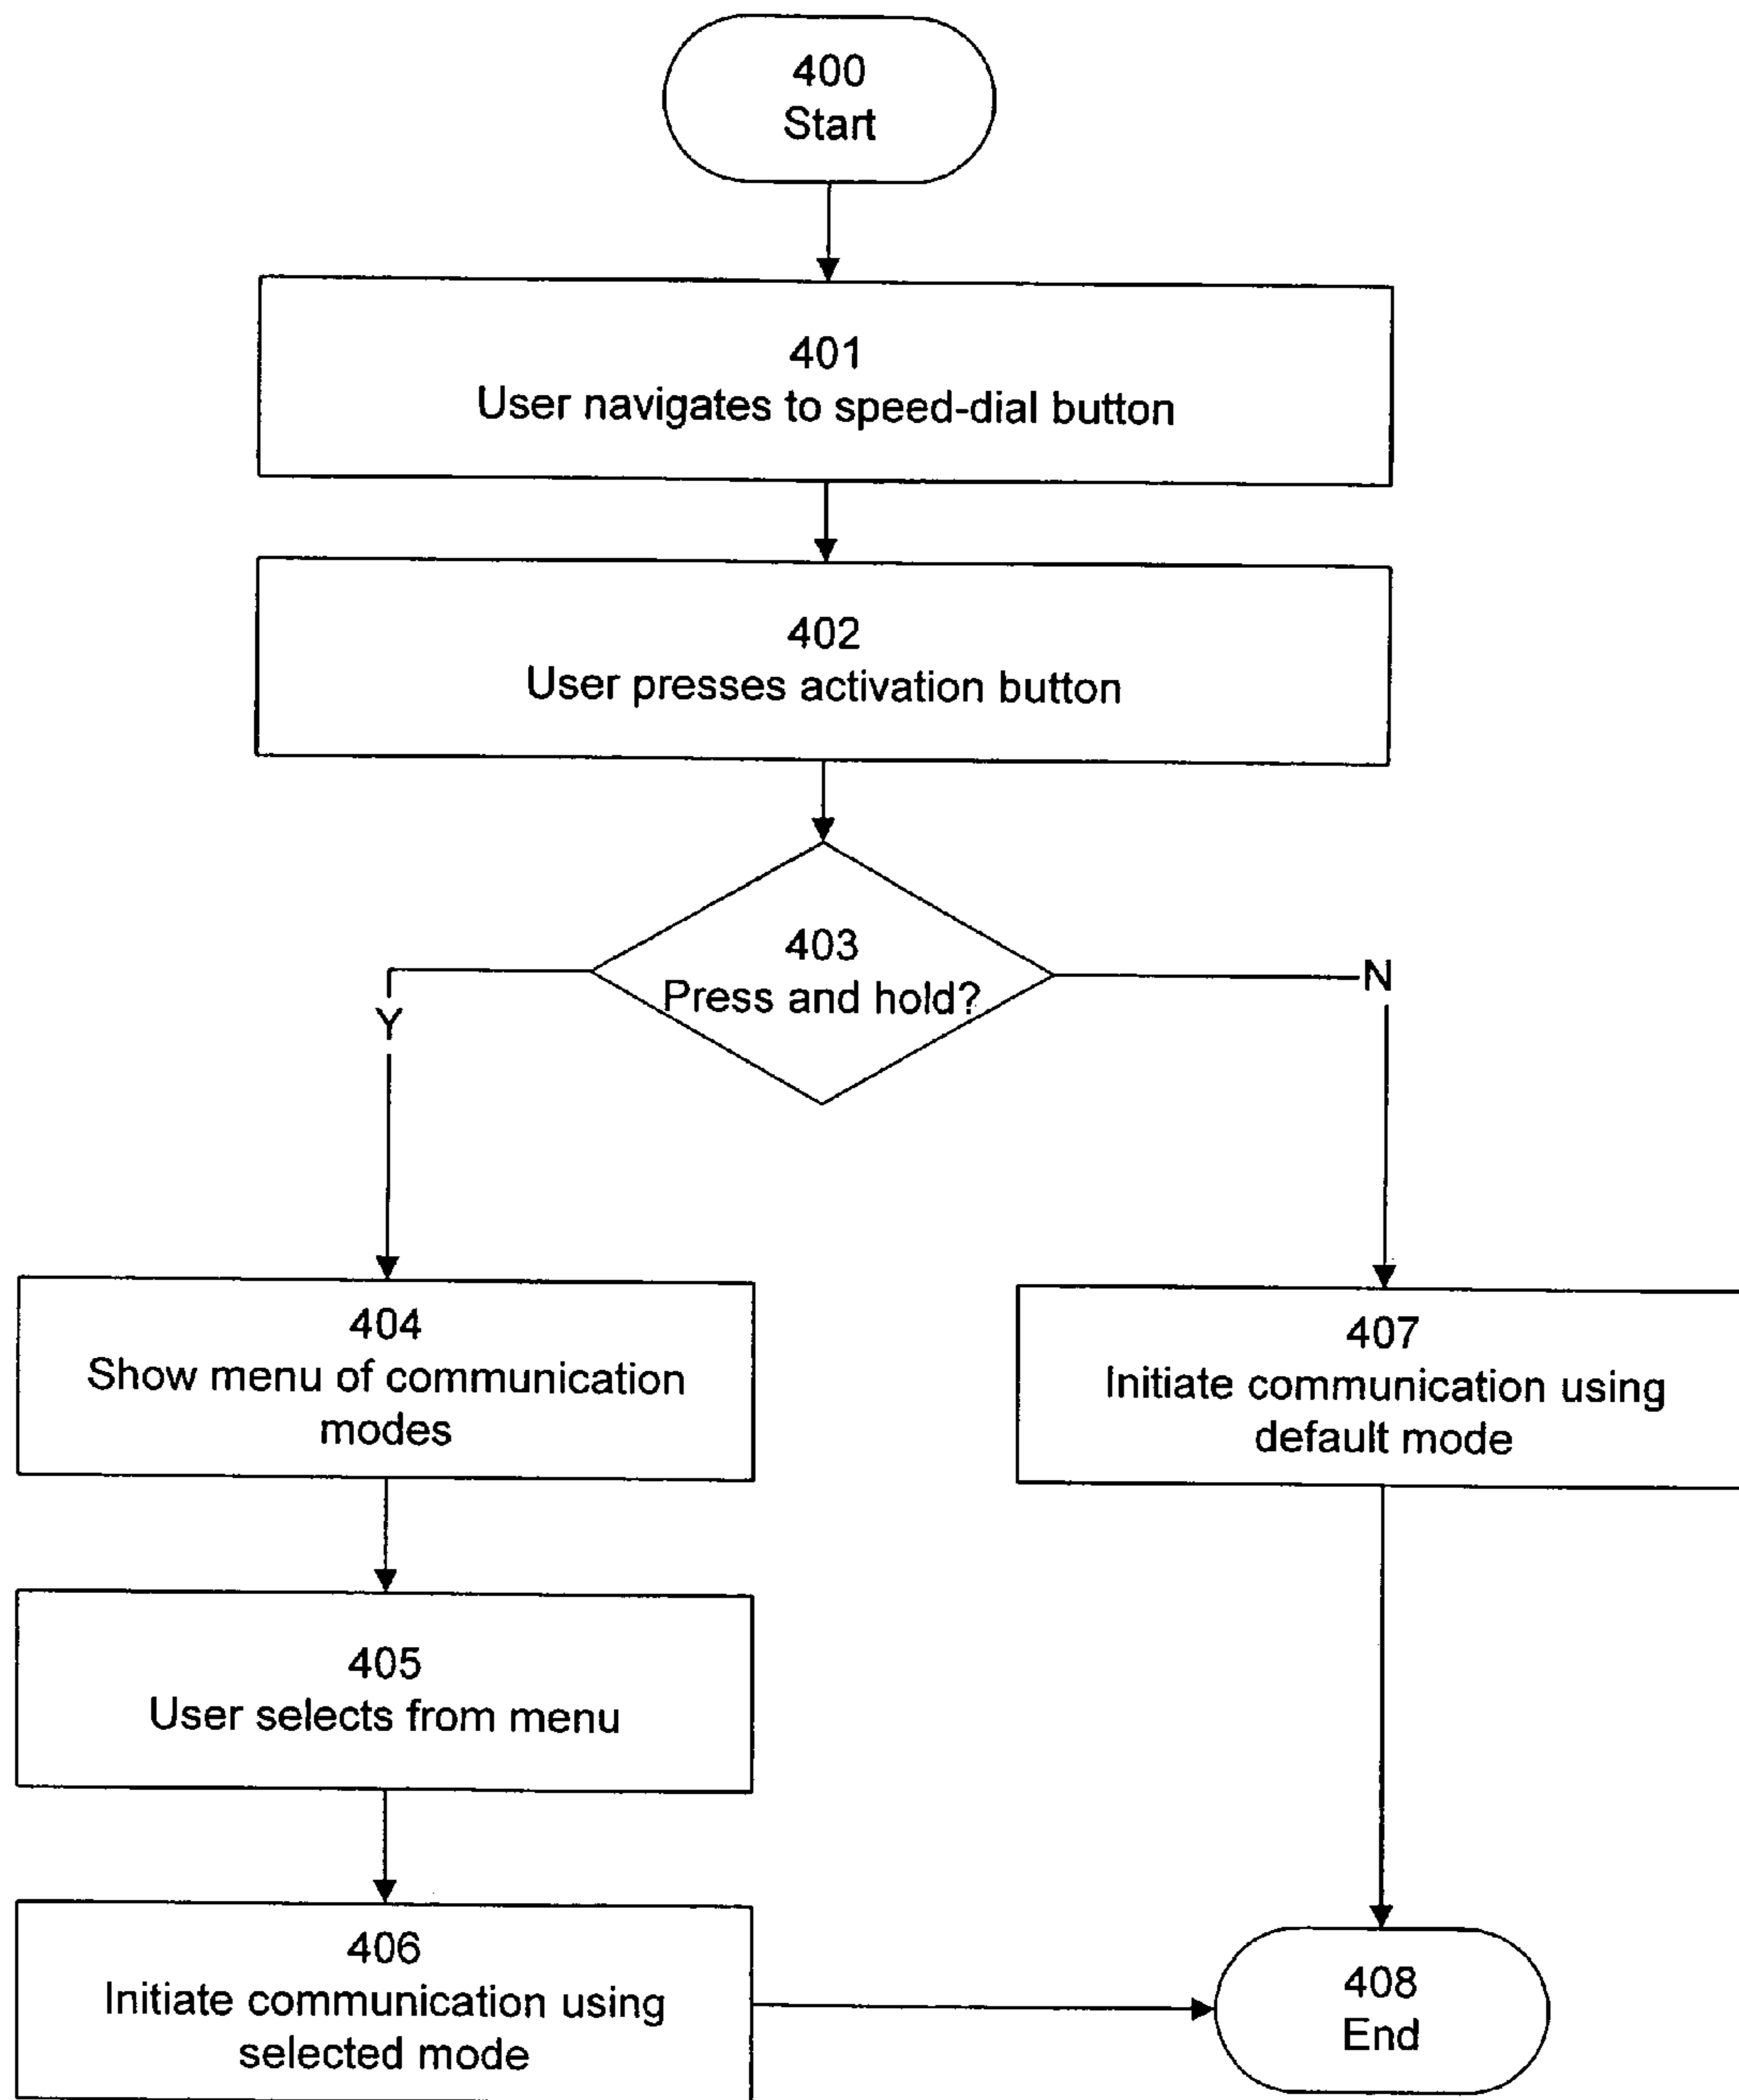 400
Start
401
User navigates to speed-dial button
402
User presses activation button
403
Press and hold?
Y
N
404
Show menu of communication
modes
407
Initiate communication using
default mode
405
User selects from menu
406
Initiate communication using
selected mode
408
End